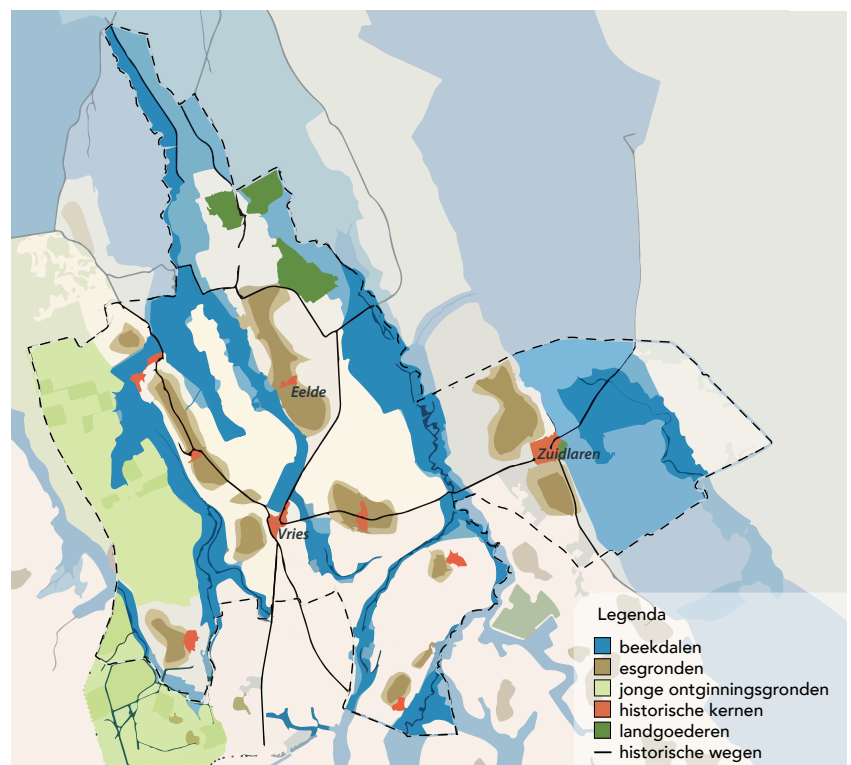 Eelde
Zuidlaren
Vries
Legenda
beekdalen
esgronden
jonge ontginningsgronden
historische kernen
landgoederen
historische wegen